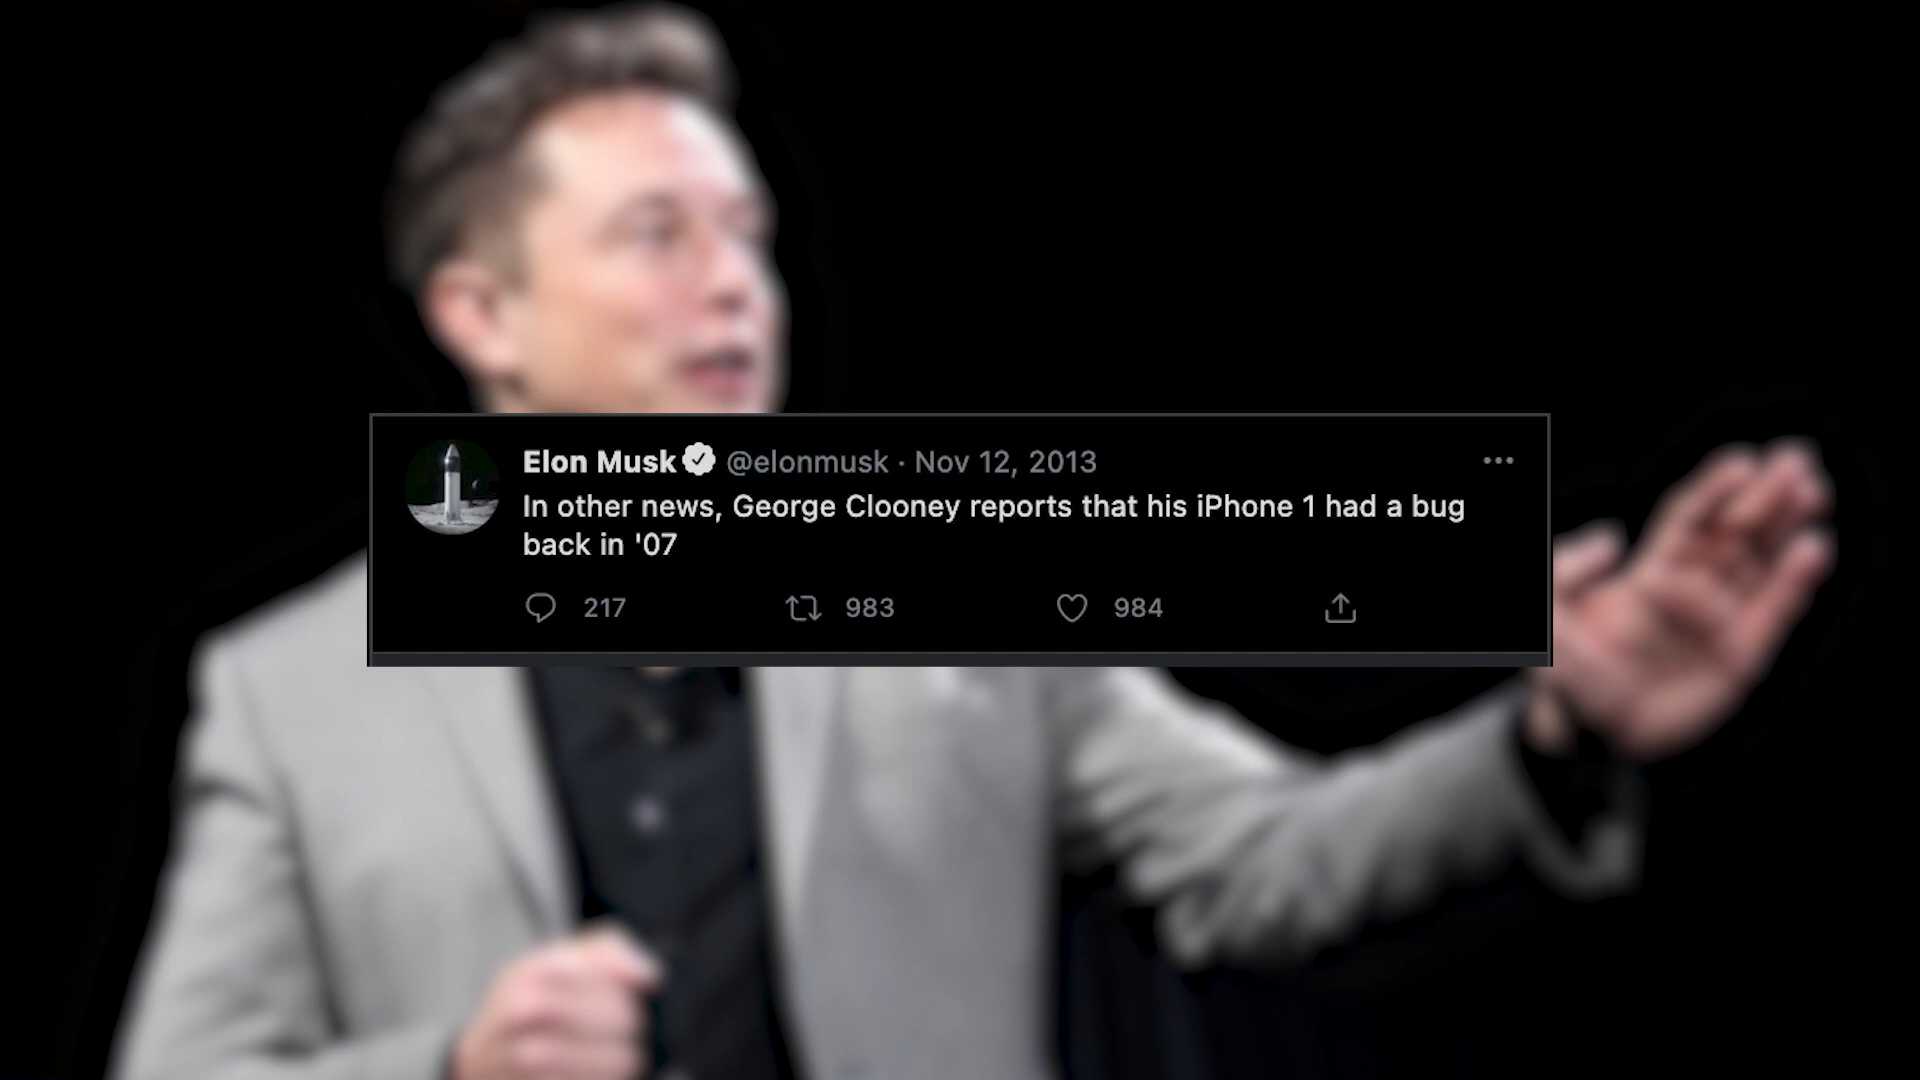 Elon Musk @elonmusk · Nov 12, 2013
In other news, George Clooney reports that his iPhone 1 had a bug
back in '07
217 983 984